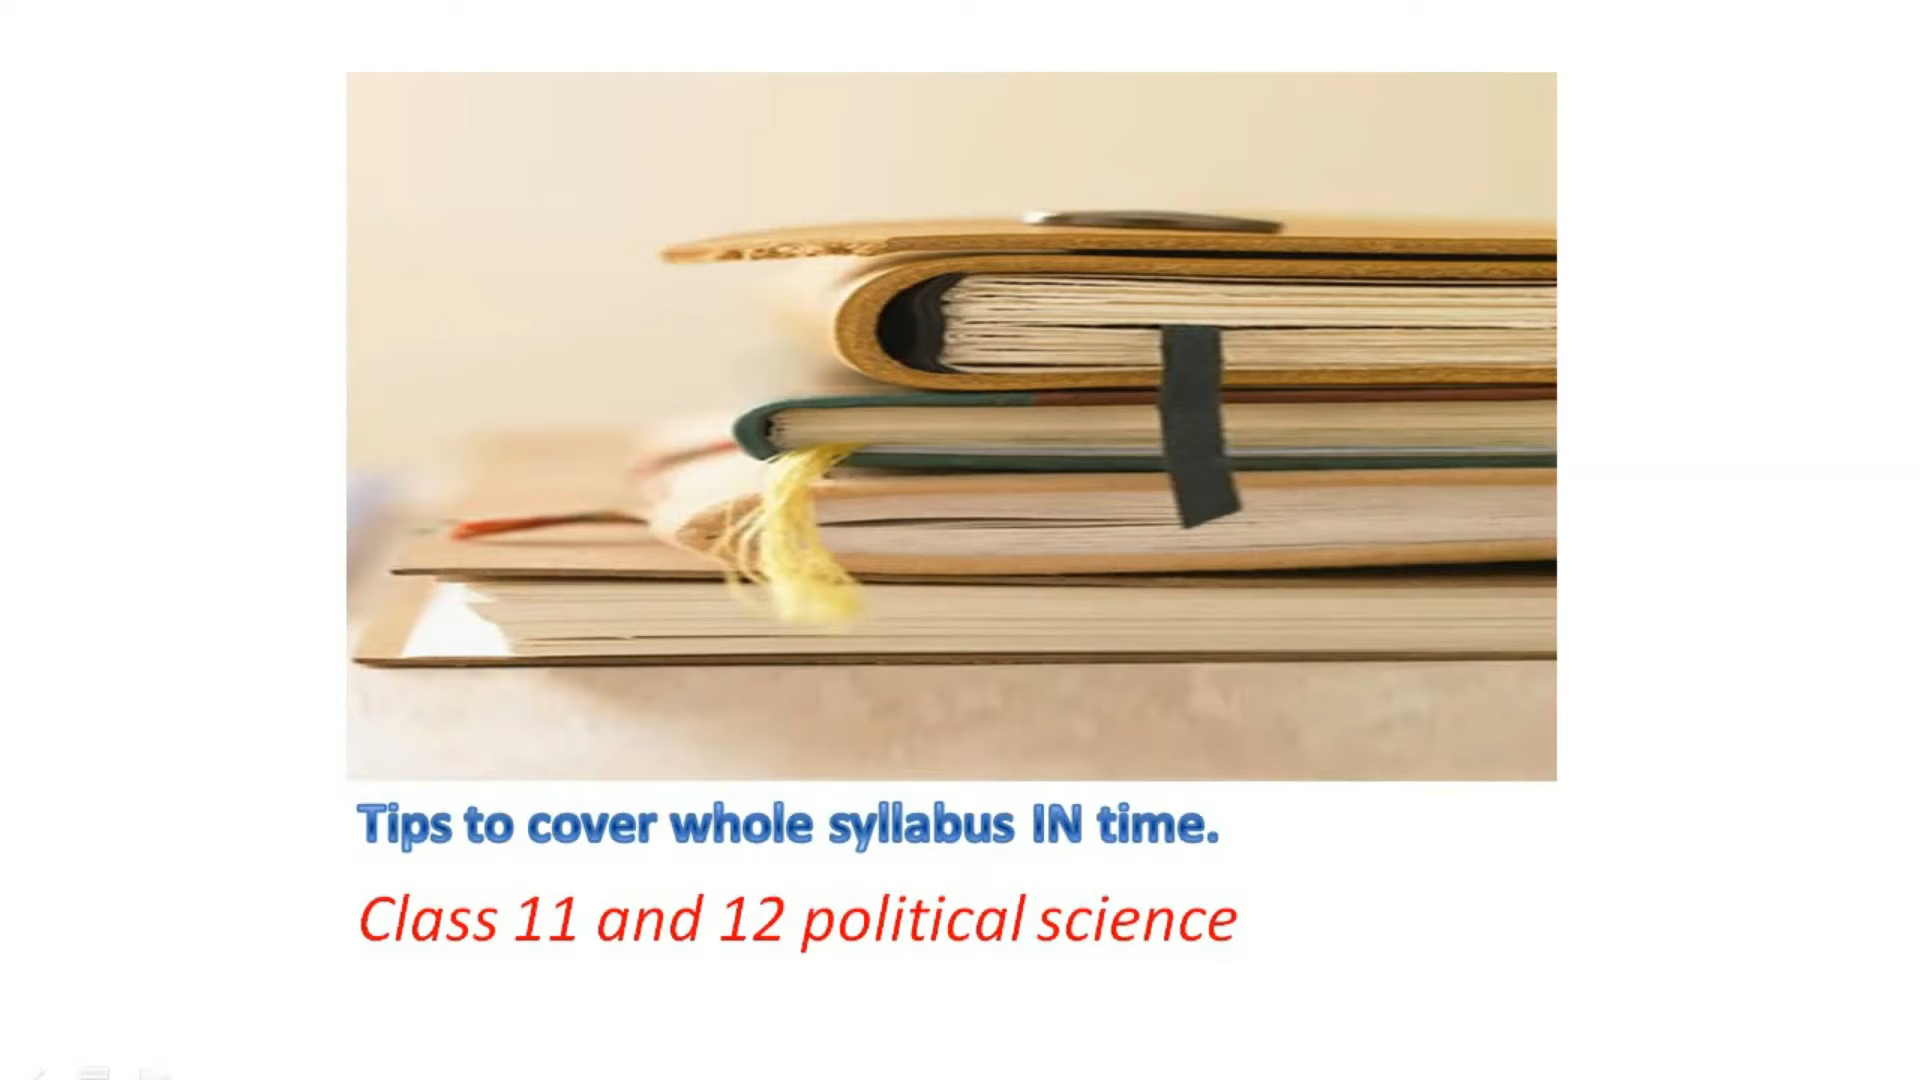 Tips to cover whole syllabus IN time.
Class 11 and 12 political science